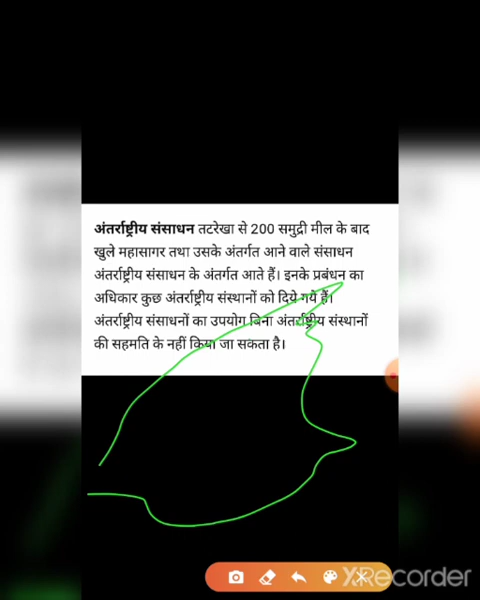 अंतर्राष्ट्रीय संसाधन तटरेखा से 200 समुद्री मील के बाद
खुले महासागर तथा उसके अंतर्गत आने वाले संसाधन
अंतर्राष्ट्रीय संसाधन के अंतर्गत आते हैं। इनके प्रबंधन का
अधिकार कुछ अंतर्राष्ट्रीय संस्थानों को दिये गये हैं।
अंतर्राष्ट्रीय संसाधनों का उपयोग बिना अंतर्राष्ट्रीय संस्थानों
की सहमति के नहीं किया जा सकता है।
XRecorder